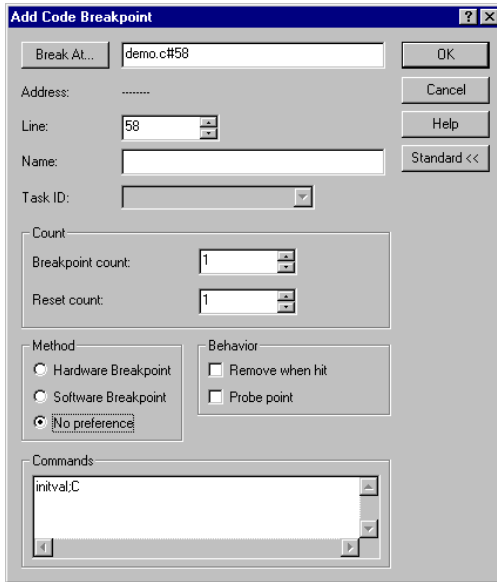 Add Code Breakpoint
Break At... demo.c#58 OK
Address: -------- Cancel
Line: 58 Help
Name: Standard <<
Task ID:
Count
Breakpoint count: 1
Reset count: 1
Method Behavior
Hardware Breakpoint Remove when hit
Software Breakpoint Probe point
No preference
Commands
initval;C